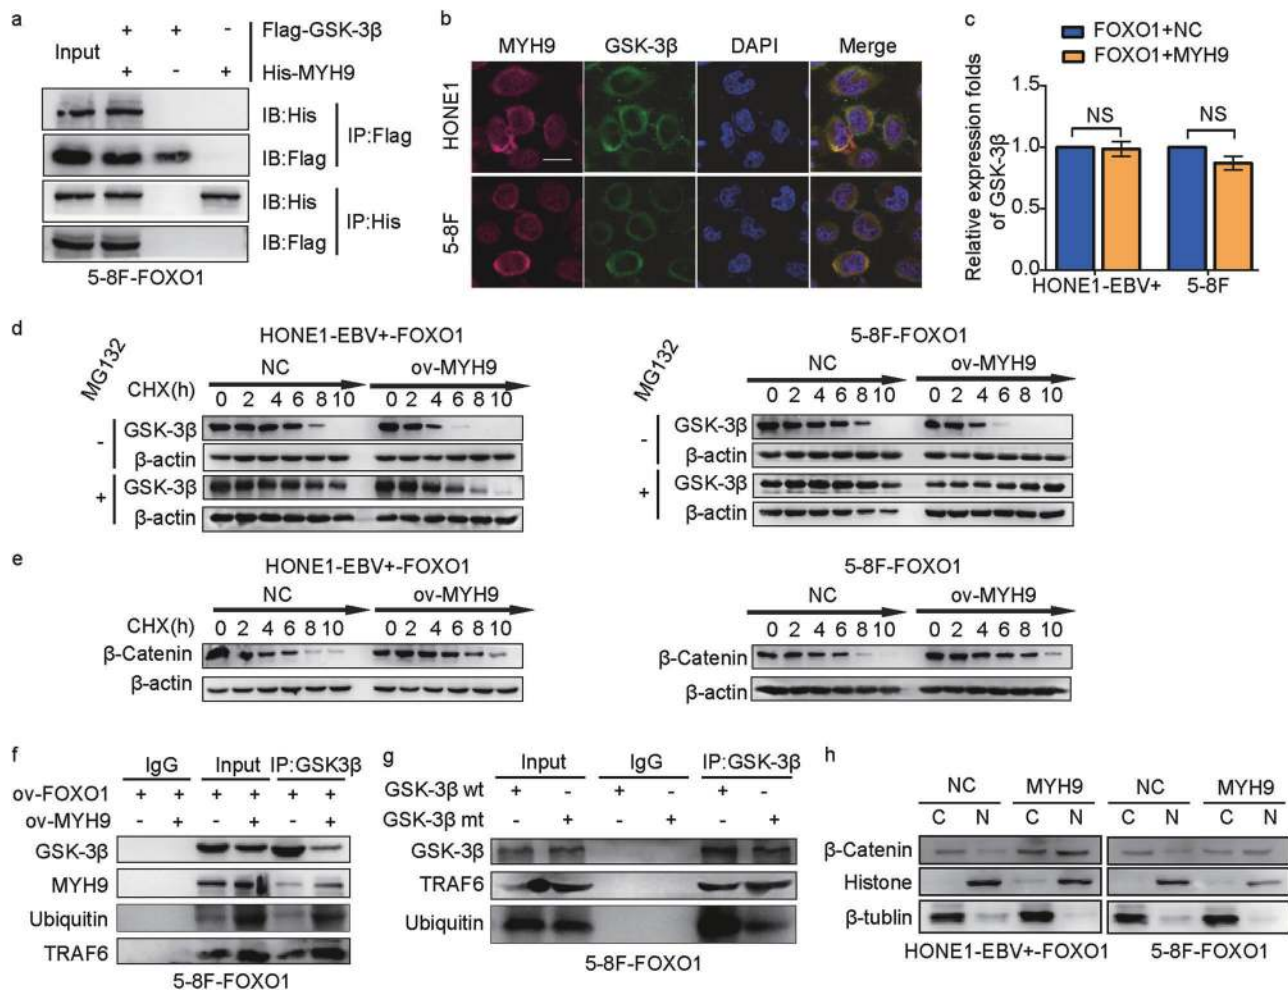 a
Input
+ + - Flag-GSK-3β
+ - + His-MYH9
IB:His
IB:Flag
IP:Flag
IB:His
IB:Flag
IP:His
5-8F-FOXO1
b
MYH9 GSK-3β DAPI Merge
HONE1
5-8F
c
FOXO1+NC
FOXO1+MYH9
Relative expression folds
of GSK-3β
1.5
1.0
0.5
0.0
NS NS
HONE1-EBV+ 5-8F
d
HONE1-EBV+-FOXO1
MG132
NC ov-MYH9
CHX(h) 0 2 4 6 8 10 0 2 4 6 8 10
- GSK-3β
β-actin
+ GSK-3β
β-actin
5-8F-FOXO1
MG132
NC ov-MYH9
0 2 4 6 8 10 0 2 4 6 8 10
- GSK-3β
β-actin
+ GSK-3β
β-actin
e
HONE1-EBV+-FOXO1
NC ov-MYH9
CHX(h) 0 2 4 6 8 10 0 2 4 6 8 10
β-Catenin
β-actin
5-8F-FOXO1
NC ov-MYH9
0 2 4 6 8 10 0 2 4 6 8 10
β-Catenin
β-actin
f
IgG Input IP:GSK3β
ov-FOXO1 + + + + + +
ov-MYH9 - + - + - +
GSK-3β
MYH9
Ubiquitin
TRAF6
5-8F-FOXO1
g
Input IgG IP:GSK-3β
GSK-3β wt + - + - + -
GSK-3β mt - + - + - +
GSK-3β
TRAF6
Ubiquitin
5-8F-FOXO1
h
NC MYH9 NC MYH9
C N C N C N C N
β-Catenin
Histone
β-tublin
HONE1-EBV+-FOXO1 5-8F-FOXO1